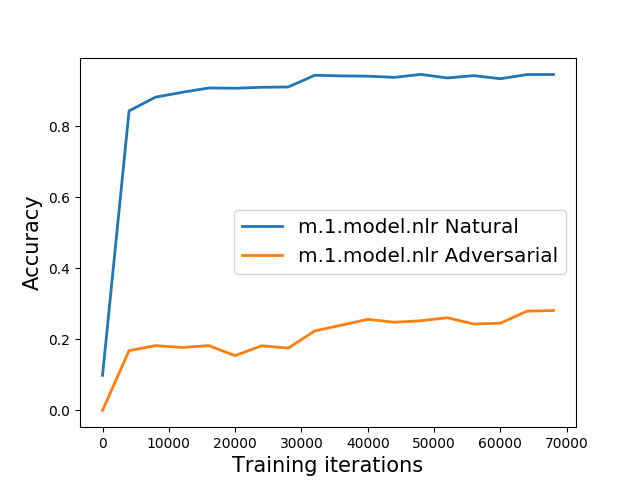 0.8
0.6
0.4
0.2
0.0
Accuracy
m.1.model.nlr Natural
m.1.model.nlr Adversarial
0 10000 20000 30000 40000 50000 60000 70000
Training iterations